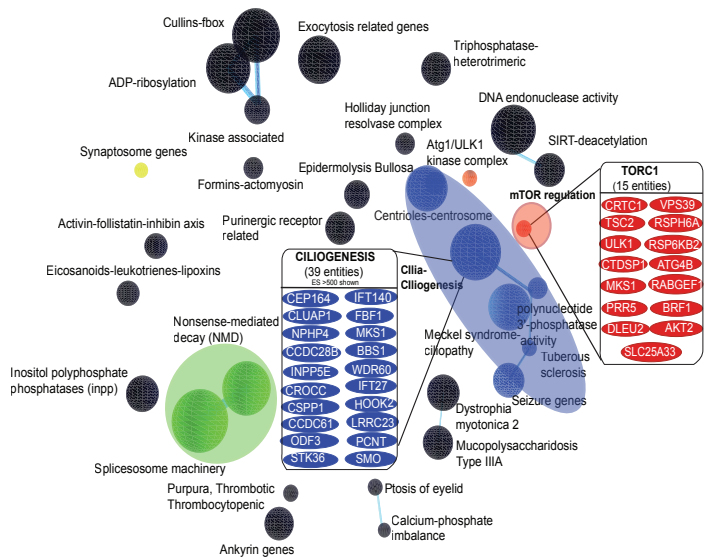 Cullins-fbox
Exocytosis related genes
Triphosphatase-
heterotrimeric
ADP-ribosylation
DNA endonuclease activity
Holliday junction
resolvase complex
Kinase associated
SIRT-deacetylation
Synaptosome genes
Atg1/ULK1
kinase complex
Formins-actomyosin
Epidermolysis Bullosa
mTOR regulation
TORC1
(15 entities)
CRTC1
VPS39
TSC2
RSPH6A
ULK1
RSP6KB2
CTDSP1
ATG4B
MKS1
RABGEF1
PRR5
BRF1
DLEU2
AKT2
SLC25A33
Centrioles-centrosome
Activin-follistatin-inhibin axis
Purinergic receptor
related
Eicosanoids-leukotrienes-lipoxins
CILIOGENESIS
(39 entities)
ES >500 shown
CEP164
IFT140
CLUAP1
FBF1
NPHP4
MKS1
CCDC28B
BBS1
INPP5E
WDR60
CROCC
IFT27
CSPP1
HOOK2
CCDC61
LRRC23
ODF3
PCNT
STK36
SMO
CIlia-
Ciliogenesis
polynucleotide
3'-phosphatase
activity
Meckel syndrome-
ciliopathy
Tuberous
sclerosis
Seizure genes
Nonsense-mediated
decay (NMD)
Inositol polyphosphate
phosphatases (inpp)
Splicesosome machinery
Dystrophia
myotonica 2
Mucopolysaccharidosis
Type IIIA
Purpura, Thrombotic
Thrombocytopenic
Ptosis of eyelid
Calcium-phosphate
imbalance
Ankyrin genes